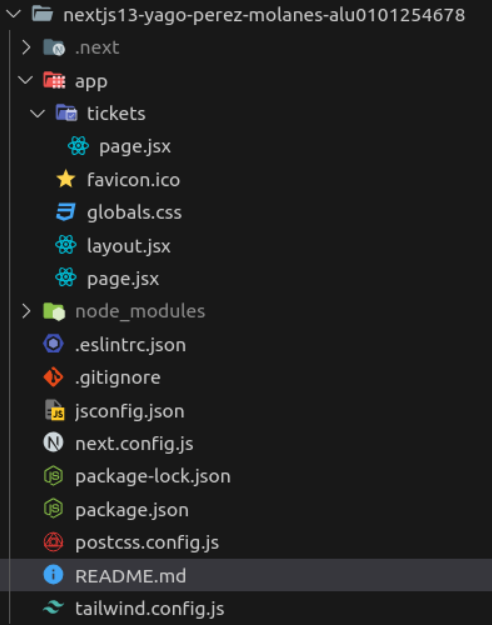 nextjs13-yago-perez-molanes-alu0101254678
.next
app
tickets
page.jsx
favicon.ico
globals.css
layout.jsx
page.jsx
node_modules
.eslintrc.json
.gitignore
jsconfig.json
next.config.js
package-lock.json
package.json
postcss.config.js
README.md
tailwind.config.js